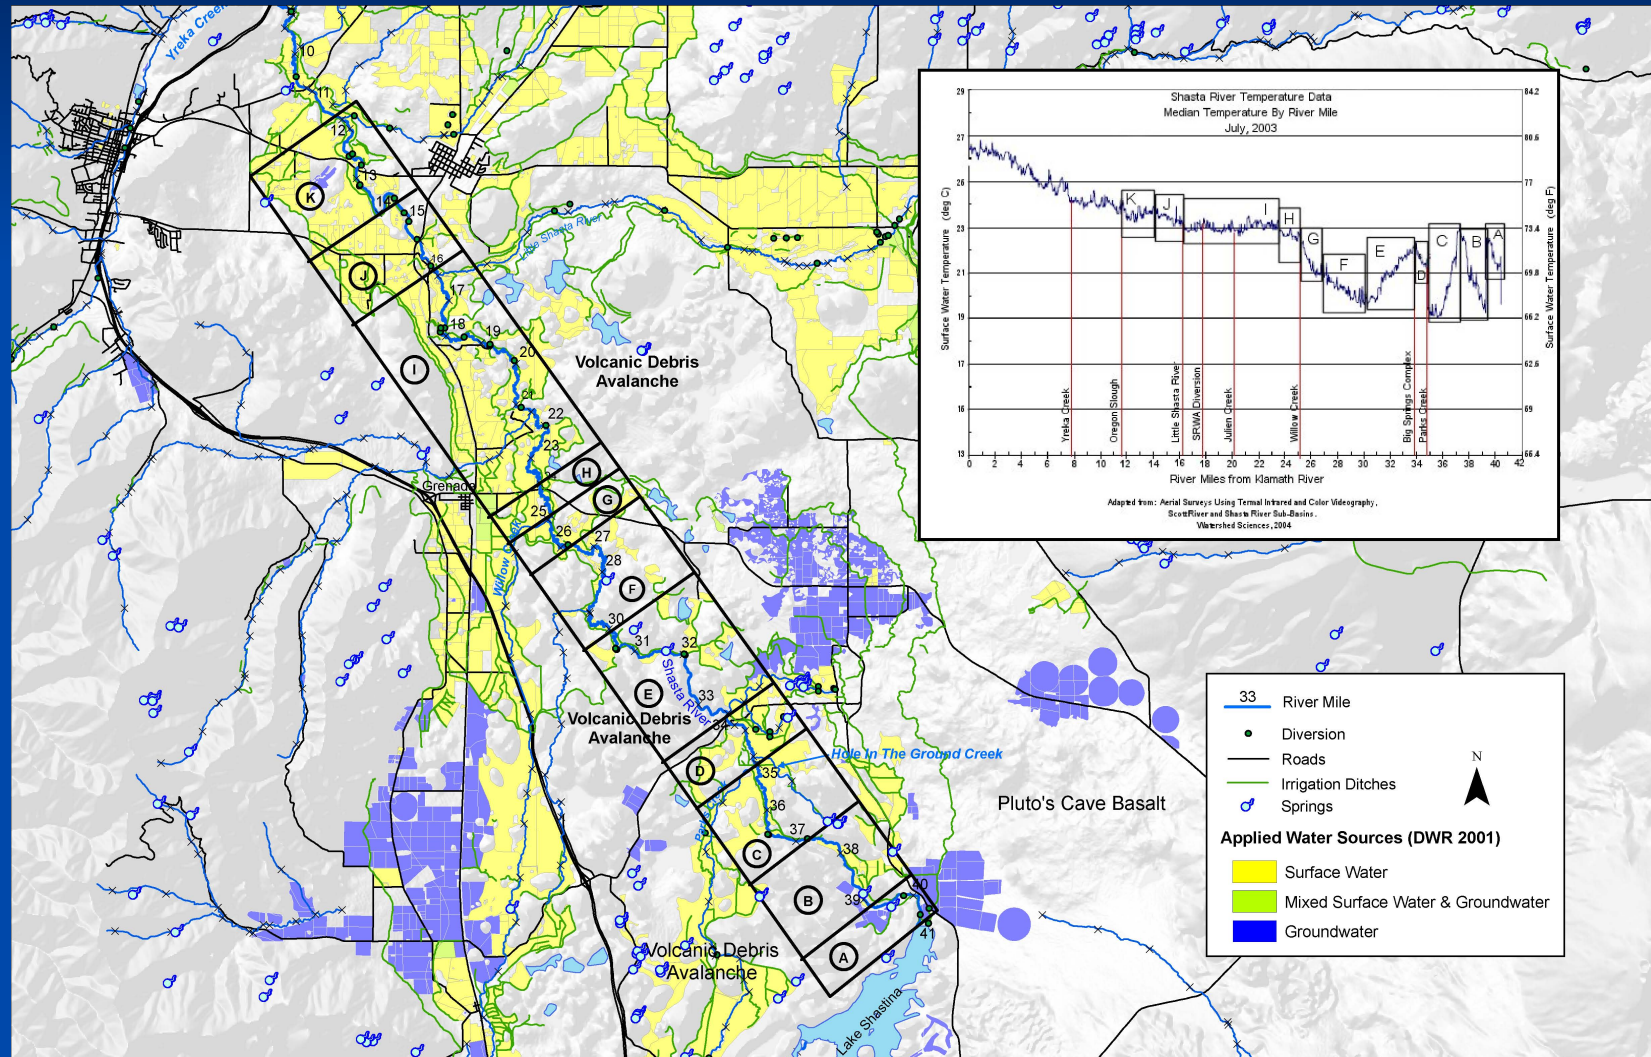 Yreka Creek
10
11
12
13
14
15
16
17
18
19
20
21
22
23
25
26
27
28
30
31
32
33
34
35
36
37
38
39
40
41
K
J
I
H
G
F
E
D
C
B
A
Little Shasta River
Volcanic Debris
Avalanche
Grenada
Willow Creek
Shasta River
Volcanic Debris
Avalanche
Hole In The Ground Creek
Pluto's Cave Basalt
Volcanic Debris
Avalanche
Lake Shastina
Shasta River Temperature Data
Median Temperature By River Mile
July, 2003
Surface Water Temperature (deg C)
29
27
26
23
21
19
17
16
13
84.2
80.6
77
73.4
69.8
66.2
62.6
69
66.4
Surface Water Temperature (deg F)
K
J
I
H
G
F
E
D
C
B
A
Yreka Creek
Oregon Slough
Little Shasta River
SRWA Diversion
Julien Creek
Willow Creek
Big Springs Complex
Parks Creek
0 2 4 6 8 10 12 14 16 18 20 22 24 26 28 30 32 34 36 38 40 42
River Miles from Klamath River
Adapted from: Aerial Surveys Using Termal Infrared and Color Videography,
Scott River and Shasta River Sub-Basins.
Watershed Sciences, 2004
33 River Mile
Diversion
Roads
Irrigation Ditches
Springs
N
Applied Water Sources (DWR 2001)
Surface Water
Mixed Surface Water & Groundwater
Groundwater